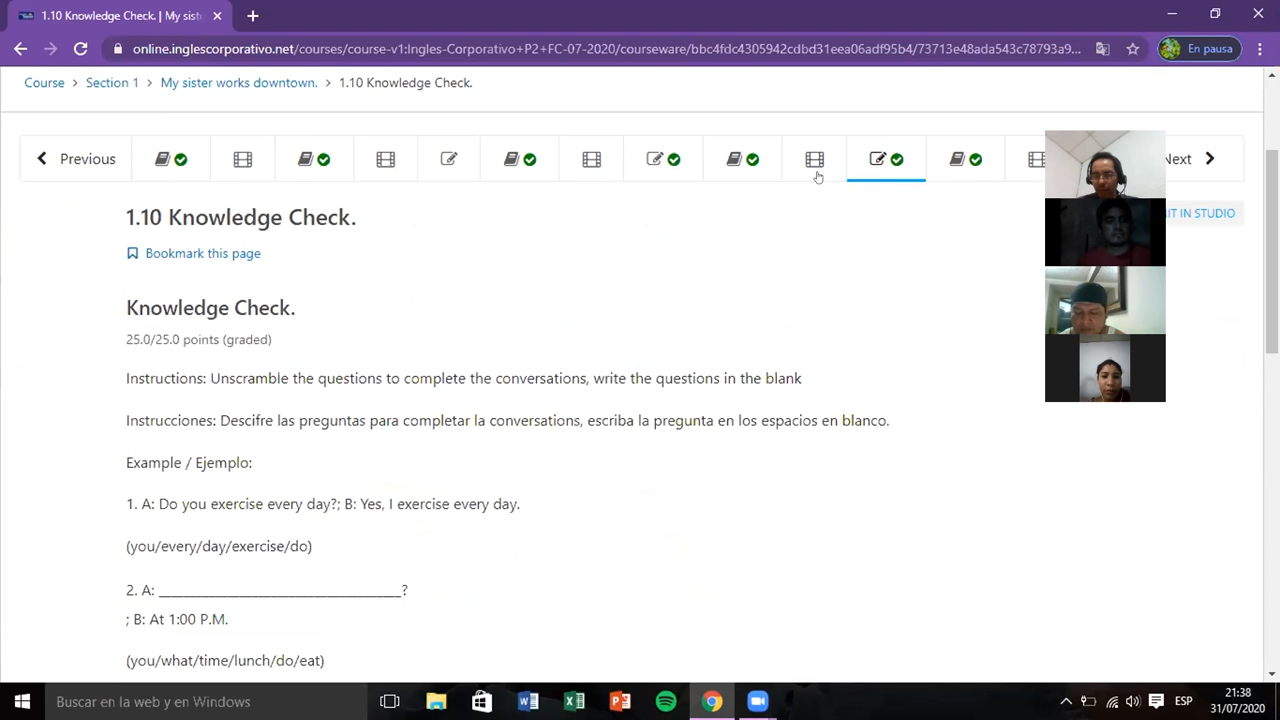 1.10 Knowledge Check. | My sist
online.inglescorporativo.net/courses/course-v1:Ingles-Corporativo+P2+FC-07-2020/courseware/bbc4fdc4305942cdbd31eea06adf95b4/73713e48ada543c78793a9...
En pausa
Course > Section 1 > My sister works downtown. > 1.10 Knowledge Check.
Previous
Next
1.10 Knowledge Check.
IT IN STUDIO
Bookmark this page
Knowledge Check.
25.0/25.0 points (graded)
Instructions: Unscramble the questions to complete the conversations, write the questions in the blank
Instrucciones: Descifre las preguntas para completar la conversations, escriba la pregunta en los espacios en blanco.
Example / Ejemplo:
1. A: Do you exercise every day?; B: Yes, I exercise every day.
(you/every/day/exercise/do)
2. A: ___________________________________?
; B: At 1:00 P.M.
(you/what/time/lunch/do/eat)
Buscar en la web y en Windows
ESP
21:38
31/07/2020